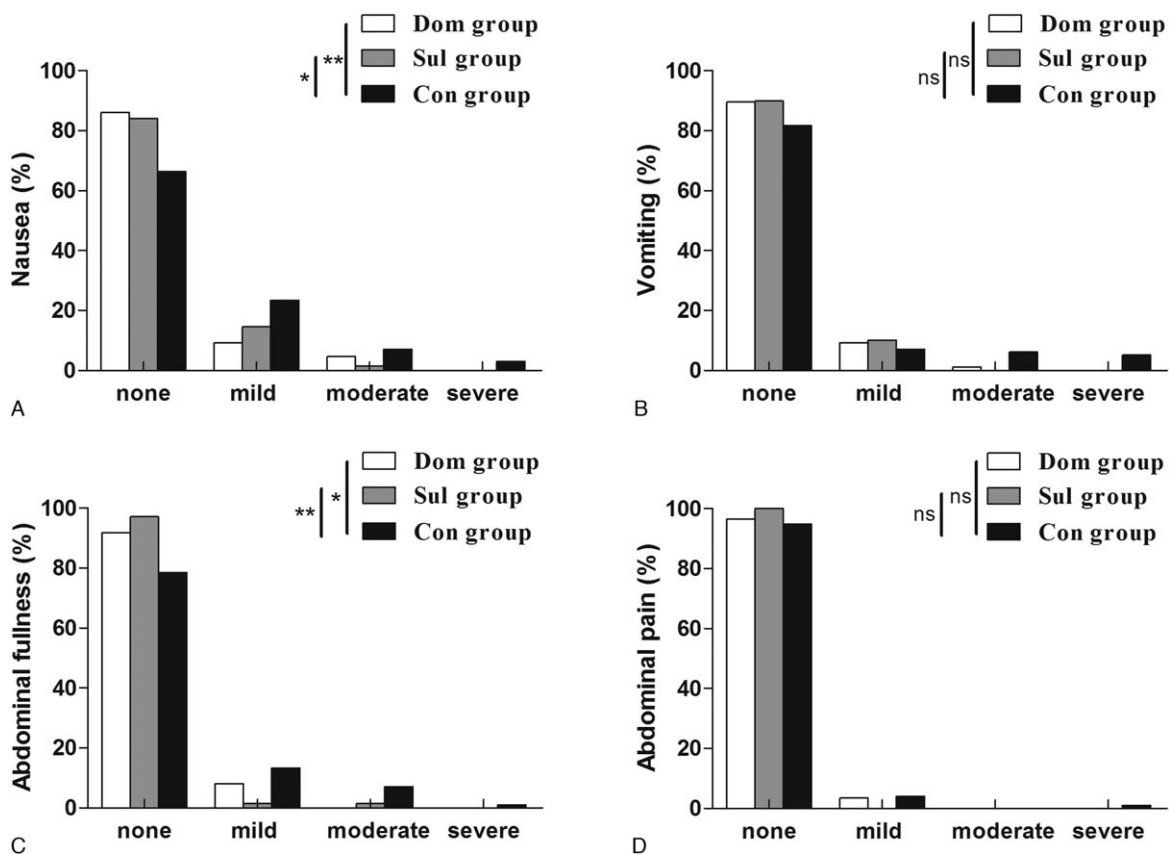 Dom group
Sul group
Con group
*
**
100
80
60
40
20
0
Nausea (%)
none mild moderate severe
A
Dom group
Sul group
Con group
ns
ns
100
80
60
40
20
0
Vomiting (%)
none mild moderate severe
B
Dom group
Sul group
Con group
**
*
100
80
60
40
20
0
Abdominal fullness (%)
none mild moderate severe
C
Dom group
Sul group
Con group
ns
ns
100
80
60
40
20
0
Abdominal pain (%)
none mild moderate severe
D